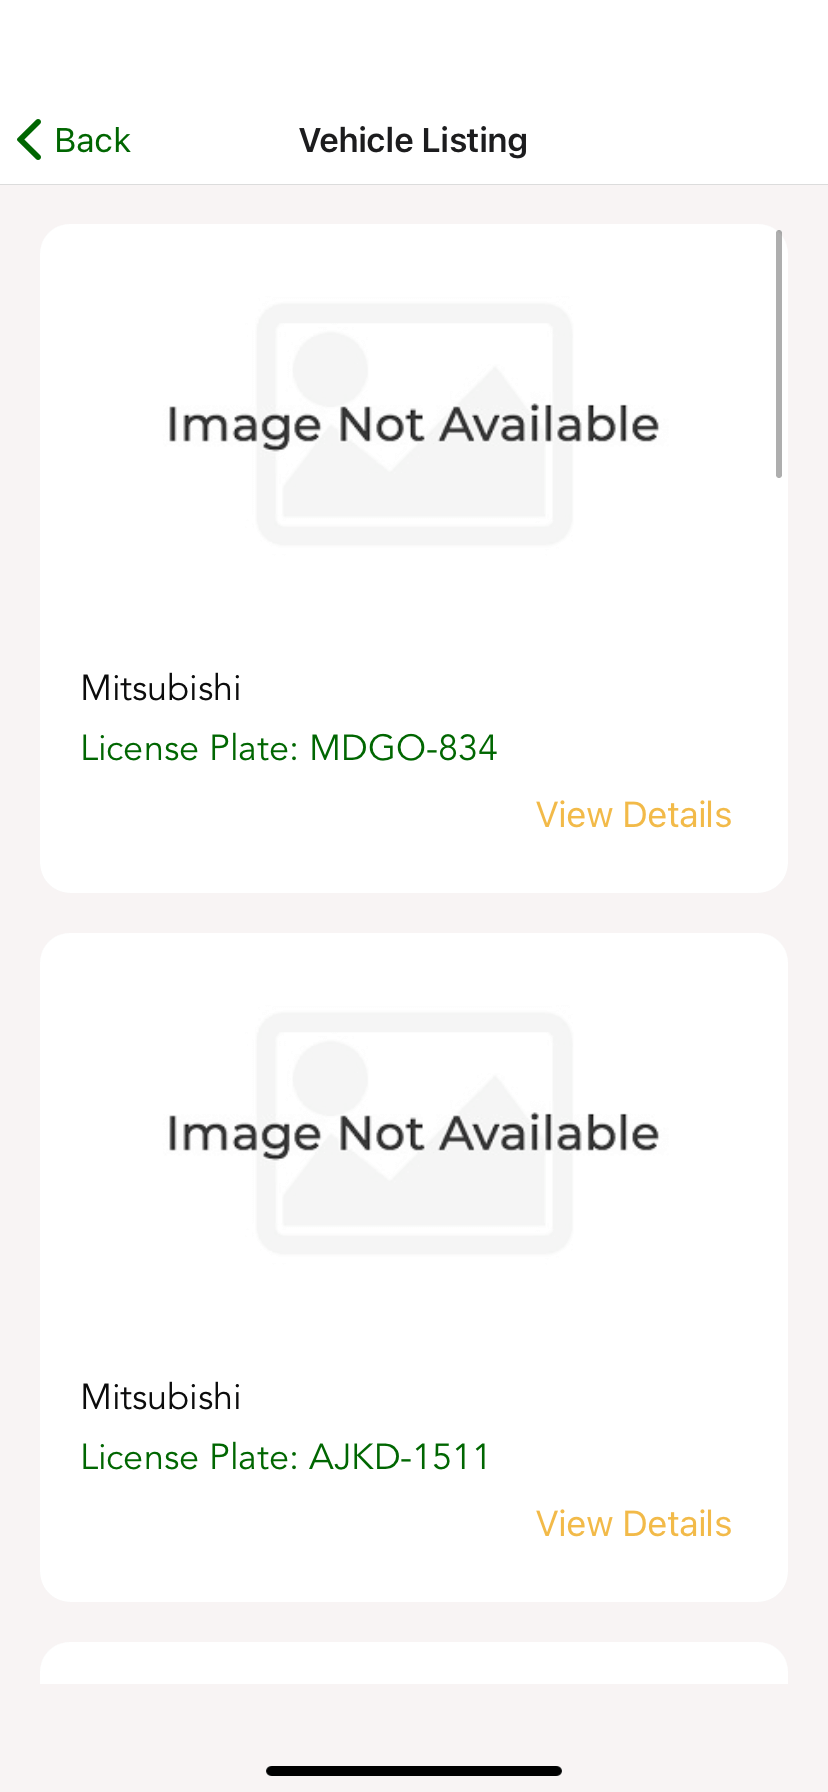 Back
Vehicle Listing
Image Not Available
Mitsubishi
License Plate: MDGO-834
View Details
Image Not Available
Mitsubishi
License Plate: AJKD-1511
View Details